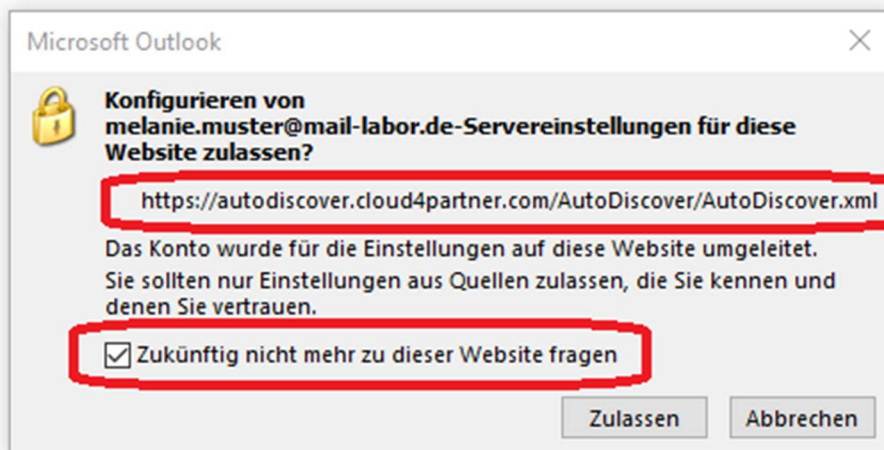 Microsoft Outlook
Konfigurieren von
melanie.muster@mail-labor.de-Servereinstellungen für diese
Website zulassen?
https://autodiscover.cloud4partner.com/AutoDiscover/AutoDiscover.xml
Das Konto wurde für die Einstellungen auf diese Website umgeleitet.
Sie sollten nur Einstellungen aus Quellen zulassen, die Sie kennen und
denen Sie vertrauen.
Zukünftig nicht mehr zu dieser Website fragen
Zulassen Abbrechen